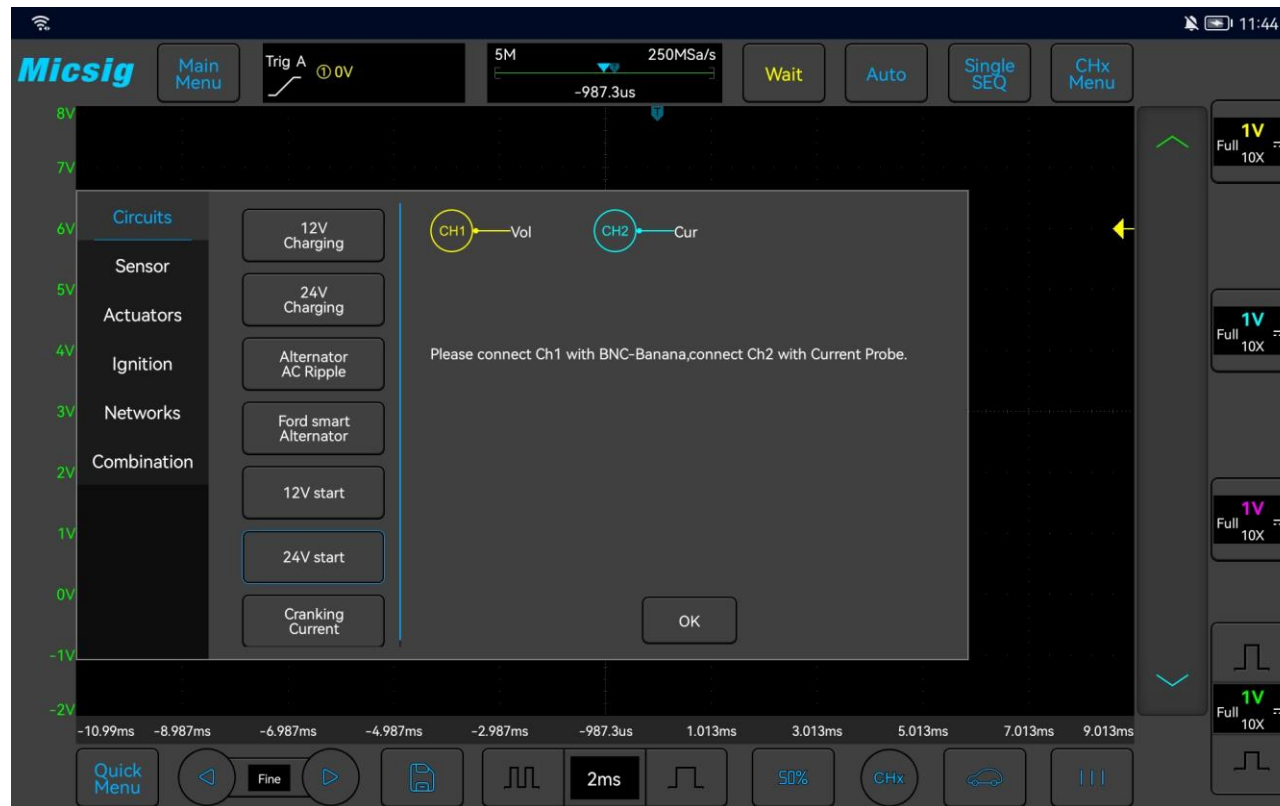 11:44
Micsig
Main
Menu
Trig A
① 0V
5M
250MSa/s
-987.3us
Wait
Auto
Single
SEQ
CHx
Menu
T
8V
7V
6V
5V
4V
3V
2V
1V
0V
-1V
-2V
Circuits
Sensor
Actuators
Ignition
Networks
Combination
12V
Charging
24V
Charging
Alternator
AC Ripple
Ford smart
Alternator
12V start
24V start
Cranking
Current
CH1
Vol
CH2
Cur
Please connect Ch1 with BNC-Banana,connect Ch2 with Current Probe.
OK
1V
Full
10X
1V
Full
10X
1V
Full
10X
1V
Full
10X
-10.99ms -8.987ms -6.987ms -4.987ms -2.987ms -987.3us 1.013ms 3.013ms 5.013ms 7.013ms 9.013ms
Quick
Menu
Fine
2ms
50%
CHx